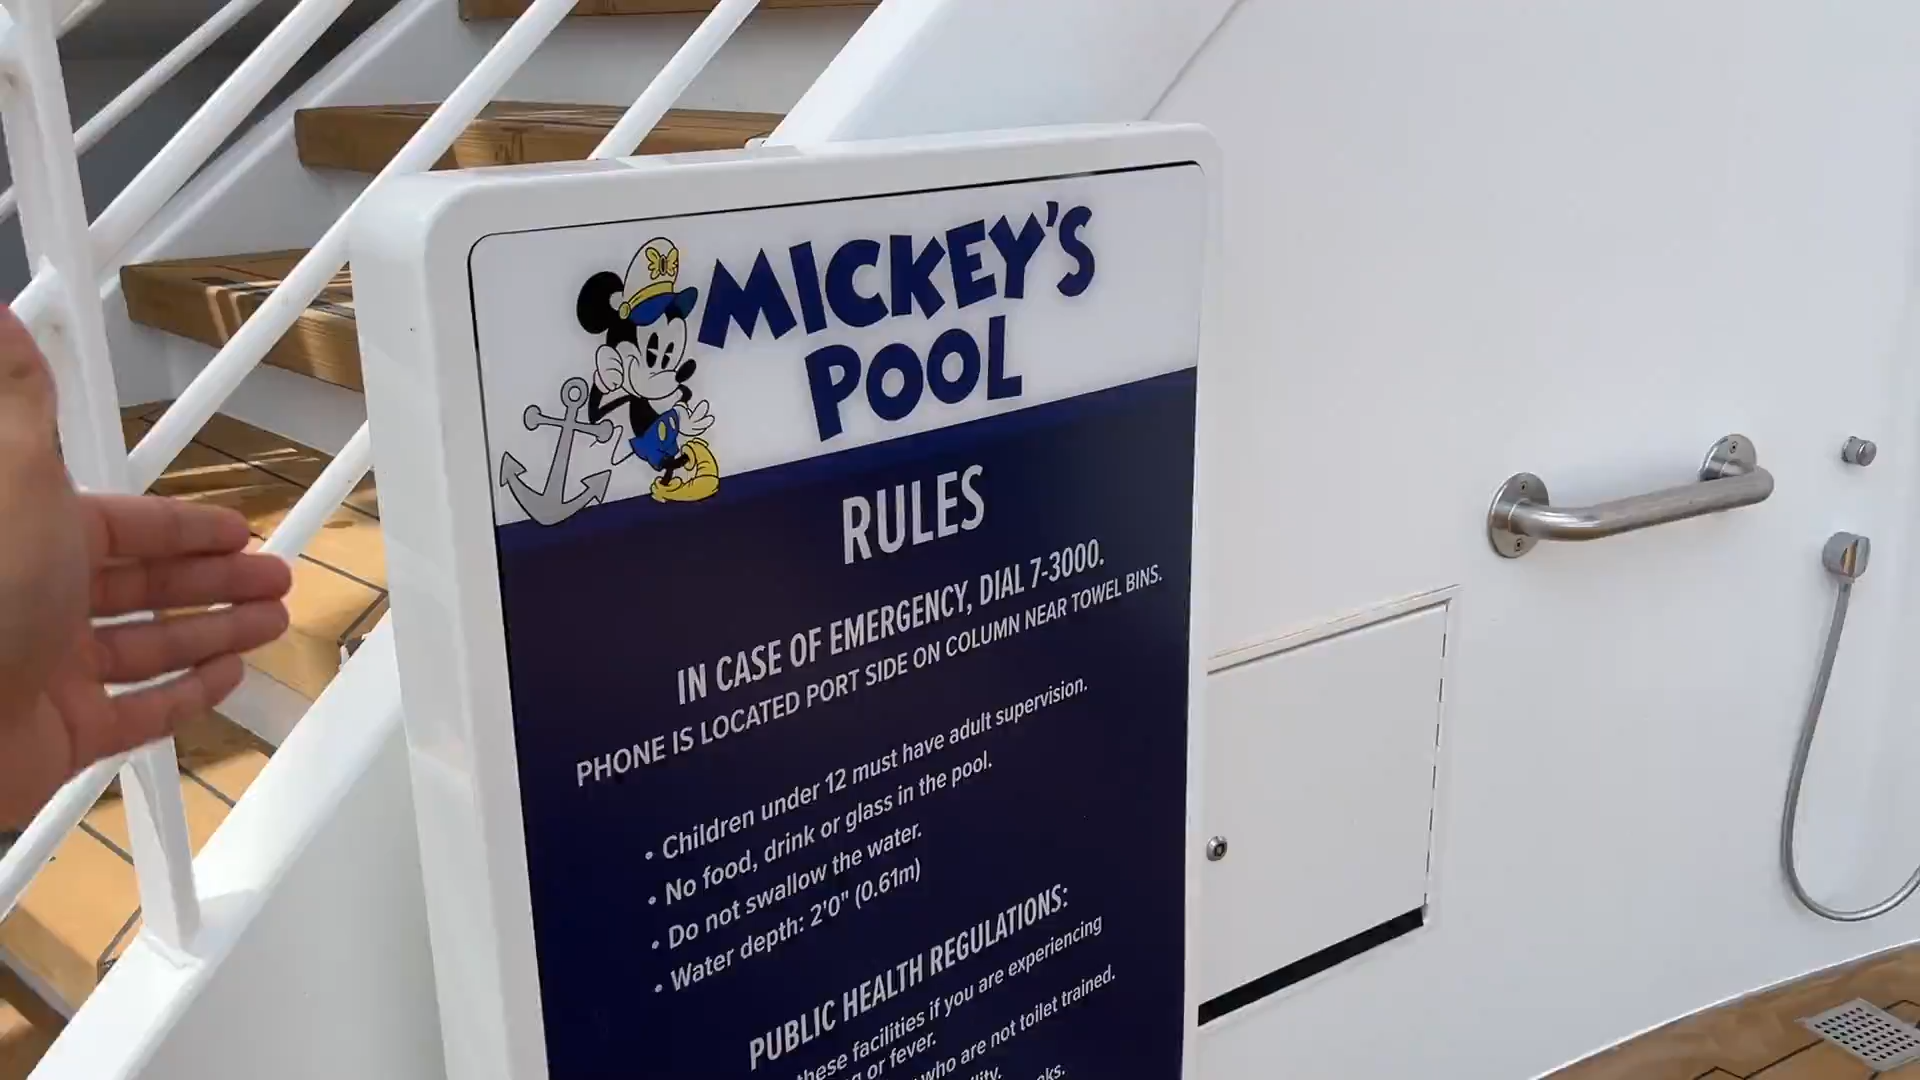 MICKEY'S
POOL
RULES
IN CASE OF EMERGENCY, DIAL 7-3000.
PHONE IS LOCATED PORT SIDE ON COLUMN NEAR TOWEL BINS.
• Children under 12 must have adult supervision.
• No food, drink or glass in the pool.
• Do not swallow the water.
• Water depth: 2'0" (0.61m)
PUBLIC HEALTH REGULATIONS:
these facilities if you are experiencing
or fever.
who are not toilet trained.